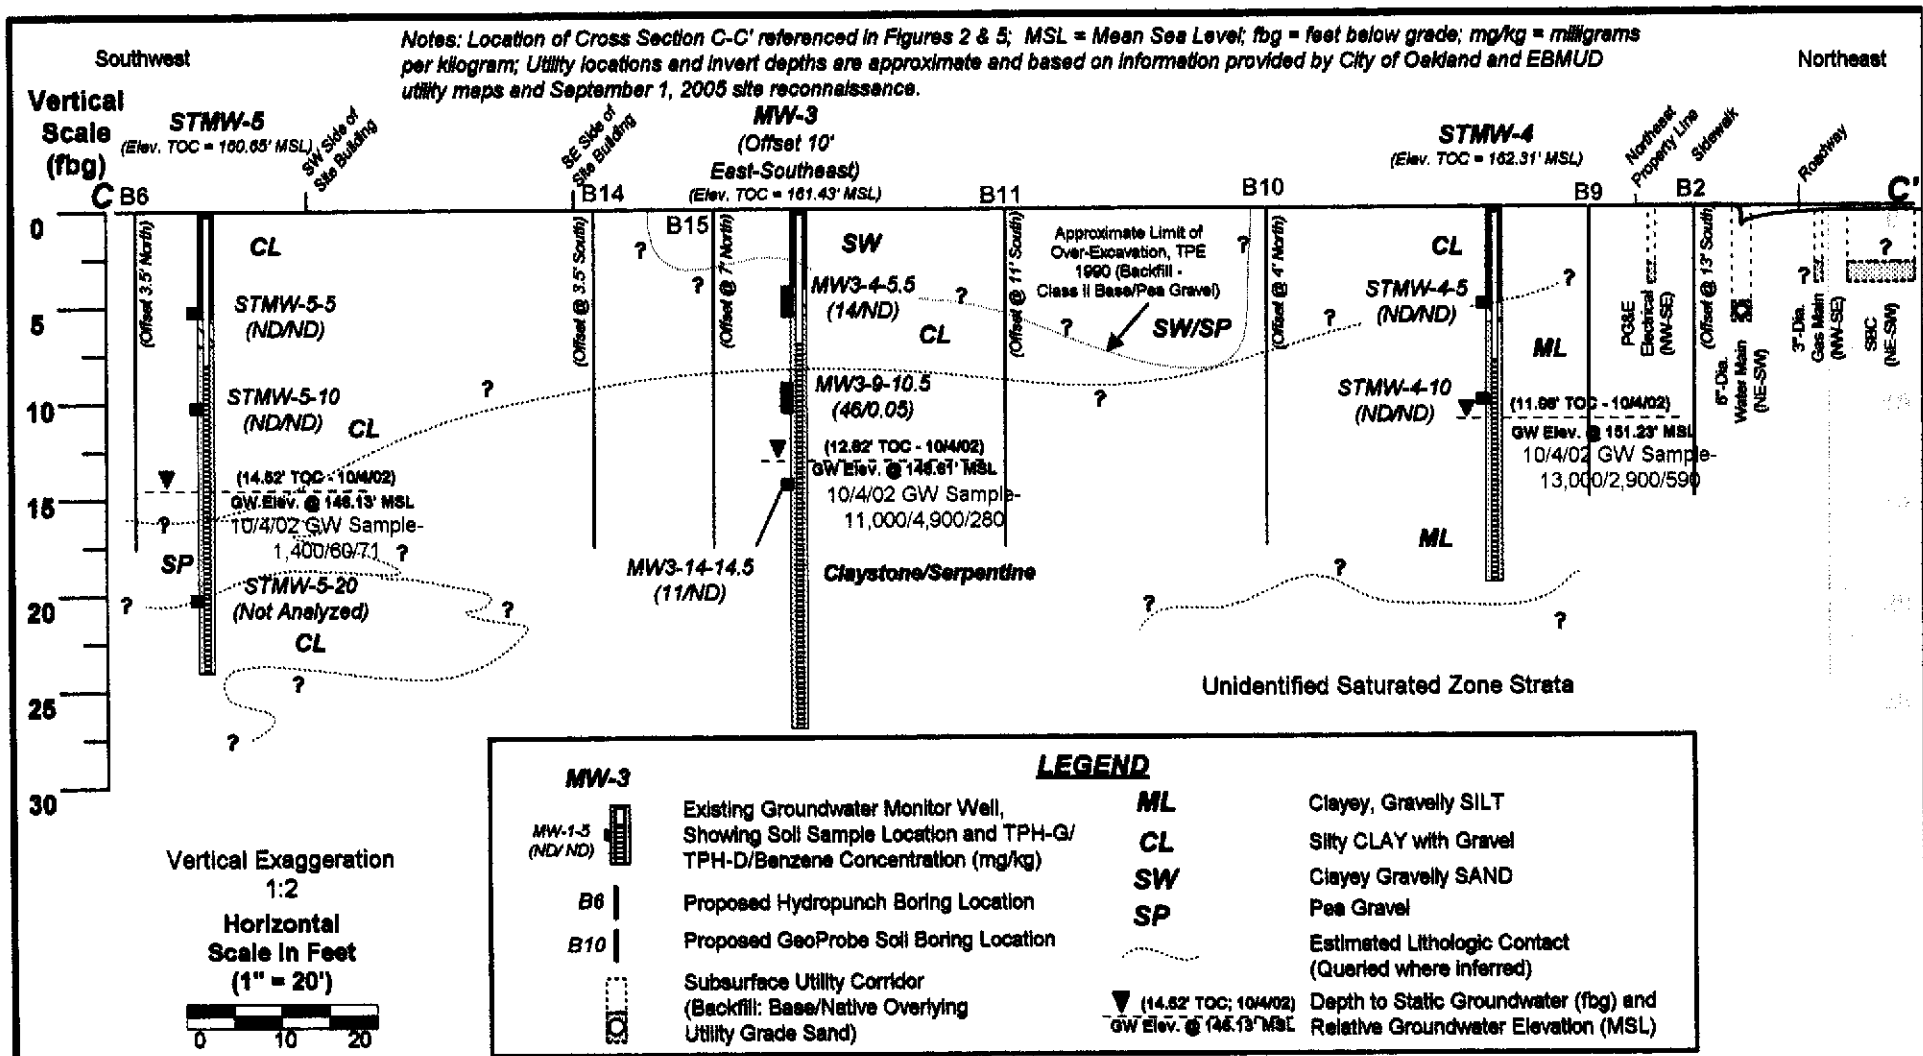 Notes: Location of Cross Section C-C' referenced in Figures 2 & 5; MSL = Mean Sea Level; fbg = feet below grade; mg/kg = milligrams
per kilogram; Utility locations and invert depths are approximate and based on information provided by City of Oakland and EBMUD
utility maps and September 1, 2005 site reconnaissance.
Southwest
Northeast
Vertical
Scale
(fbg)
STMW-5
(Elev. TOC = 160.65' MSL)
SW Side of
Site Building
SE Side of
Site Building
MW-3
(Offset 10'
East-Southeast)
(Elev. TOC = 161.43' MSL)
STMW-4
(Elev. TOC = 162.31' MSL)
Northeast
Property Line
Sidewalk
Roadway
C
B6
B14
B15
B11
B10
B9
B2
C'
0
5
10
15
20
25
30
(Offset 3.5' North)
CL
STMW-5-5
(ND/ND)
STMW-5-10
(ND/ND)
CL
(14.52' TOC - 10/4/02)
GW Elev. @ 146.13' MSL
10/4/02 GW Sample-
1,400/60/71
?
SP
STMW-5-20
(Not Analyzed)
?
?
CL
?
?
?
?
(Offset @ 3.5' South)
?
?
(Offset @ 7' North)
SW
MW3-4-5.5
(14/ND)
CL
MW3-9-10.5
(46/0.05)
(12.82' TOC - 10/4/02)
10/4/02 GW Sample-
11,000/4,900/280
MW3-14-14.5
(11/ND)
Claystone/Serpentine
(Offset @ 11' South)
?
?
?
Approximate Limit of
Over-Excavation, TPE
1990 (Backfill -
Class II Base/Pea Gravel)
SW/SP
?
(Offset @ 4' North)
?
CL
STMW-4-5
(ND/ND)
?
ML
STMW-4-10
(ND/ND)
GW Elev. @ 151.23' MSL
10/4/02 GW Sample-
13,000/2,900/590
ML
?
?
?
Unidentified Saturated Zone Strata
PG&E
Electrical
(NW-SE)
(Offset @ 13' South)
Water Main
(NE-SW)
?
3"-Dia.
Gas Main
(NW-SE)
?
SBC
(NE-SW)
Vertical Exaggeration
1:2
Horizontal
Scale in Feet
(1" = 20')
0 10 20
LEGEND
MW-3
MW-1-5
(ND/ND)
Existing Groundwater Monitor Well,
Showing Soil Sample Location and TPH-G/
TPH-D/Benzene Concentration (mg/kg)
B6
Proposed Hydropunch Boring Location
B10
Proposed GeoProbe Soil Boring Location
Subsurface Utility Corridor
(Backfill: Base/Native Overlying
Utility Grade Sand)
ML
Clayey, Gravelly SILT
CL
Silty CLAY with Gravel
SW
Clayey Gravelly SAND
SP
Pea Gravel
Estimated Lithologic Contact
(Queried where inferred)
(14.52' TOC; 10/4/02)
GW Elev. @ 146.13' MSL
Depth to Static Groundwater (fbg) and
Relative Groundwater Elevation (MSL)